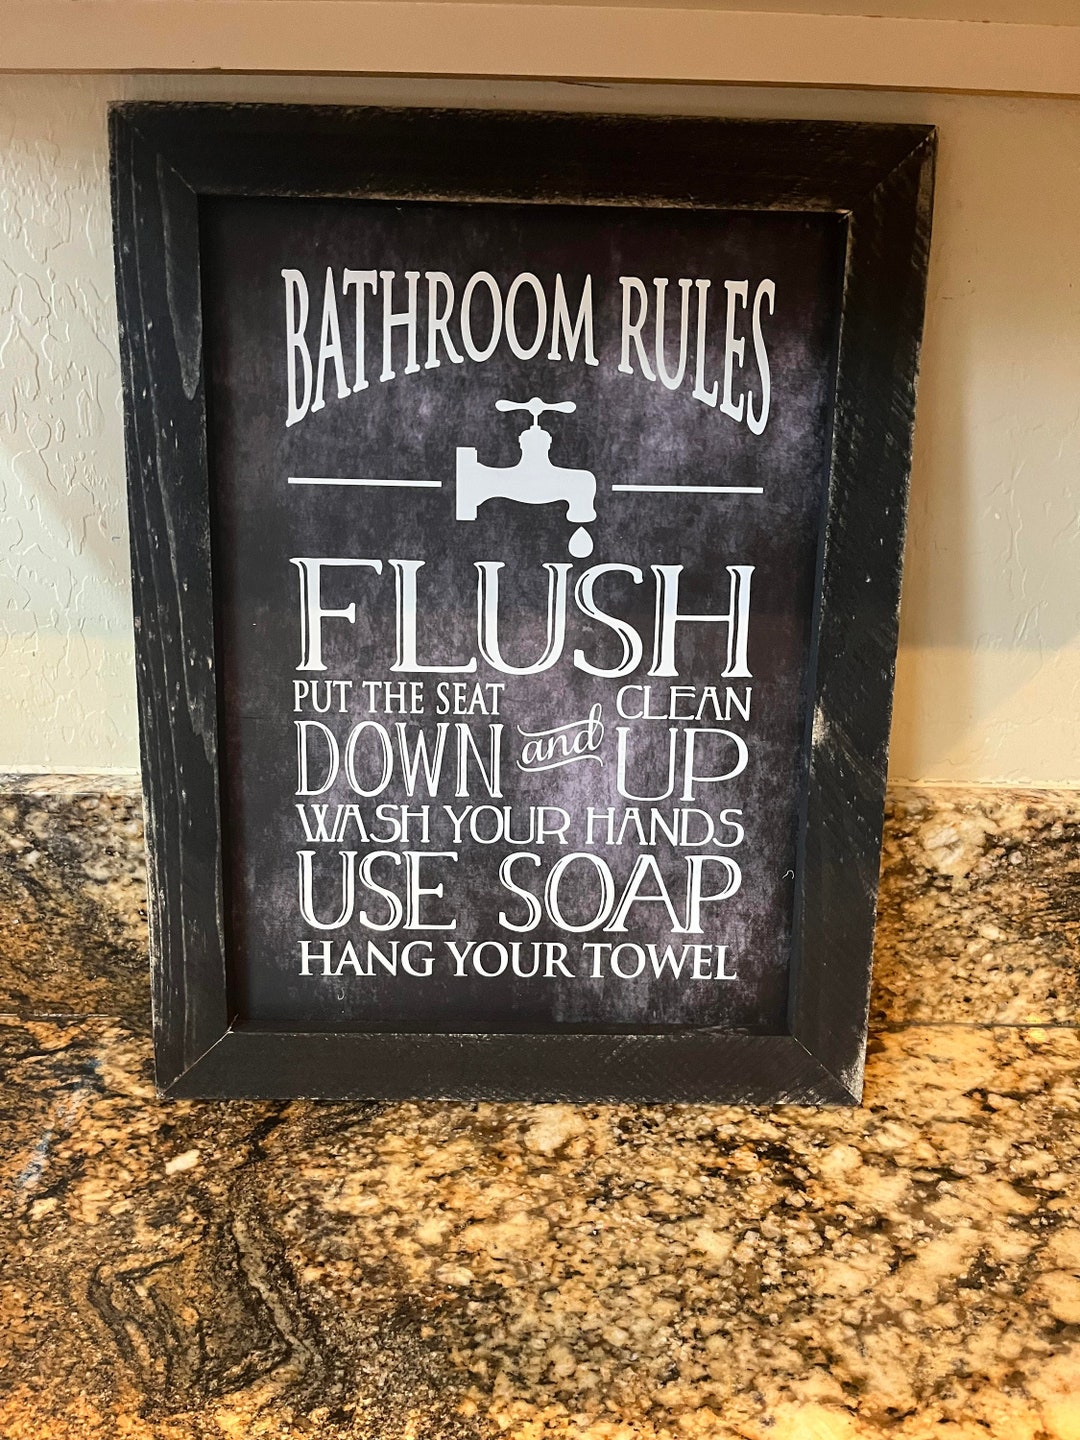 BATHROOM RULES
FLUSH
PUT THE SEAT
DOWN and CLEAN
UP
WASH YOUR HANDS
USE SOAP
HANG YOUR TOWEL